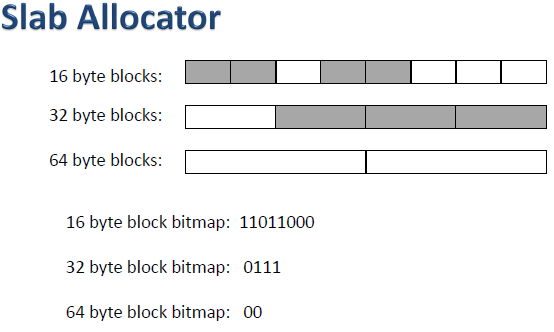 Slab Allocator
16 byte blocks:
32 byte blocks:
64 byte blocks:
16 byte block bitmap: 11011000
32 byte block bitmap: 0111
64 byte block bitmap: 00